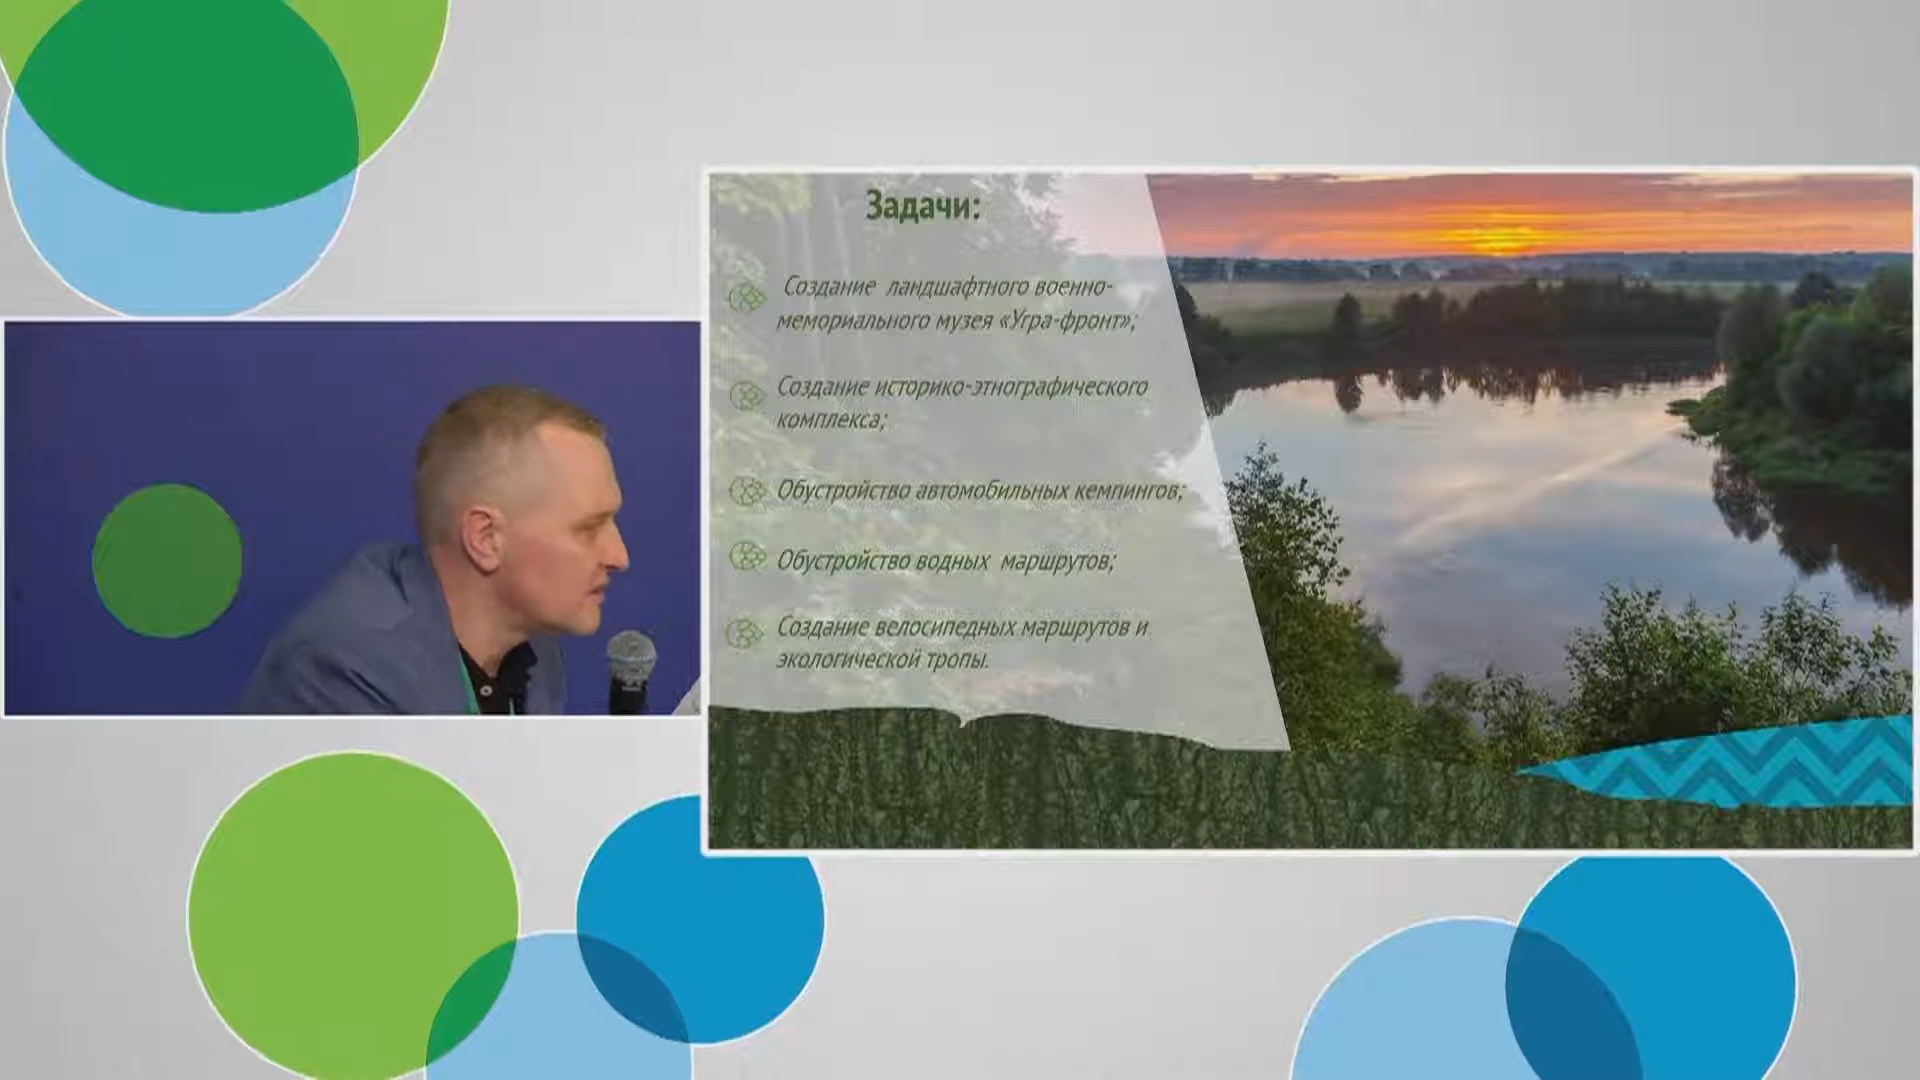 Задачи:
Создание ландшафтного военно-
мемориального музея «Угра-фронт»;
Создание историко-этнографического
комплекса;
Обустройство автомобильных кемпингов;
Обустройство водных маршрутов;
Создание велосипедных маршрутов и
экологической тропы.